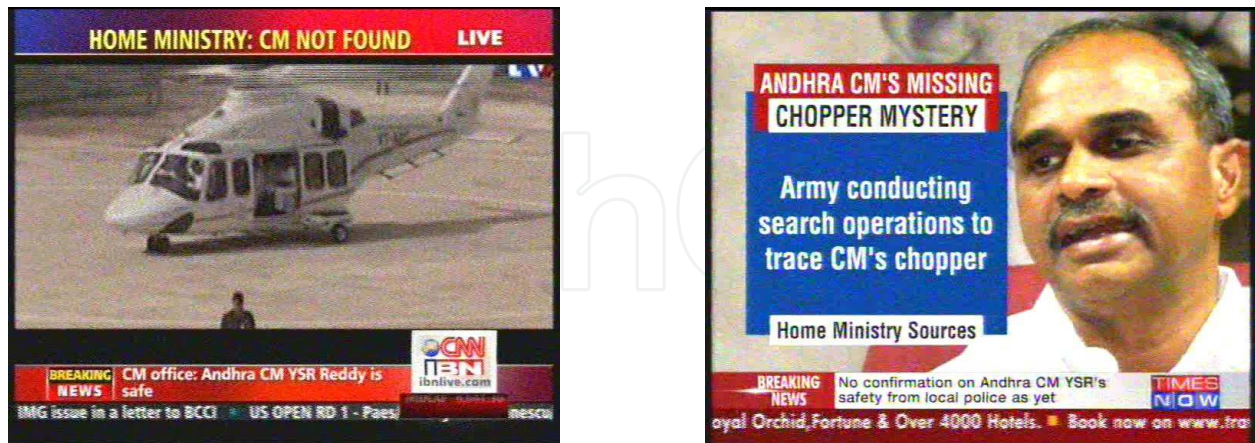 HOME MINISTRY: CM NOT FOUND
LIVE
BREAKING
NEWS
CM office: Andhra CM YSR Reddy is
safe
CNN
IBN
ibnlive.com
IMG issue in a letter to BCCI
US OPEN RD 1 - Paes
ANDHRA CM'S MISSING
CHOPPER MYSTERY
Army conducting
search operations to
trace CM's chopper
Home Ministry Sources
BREAKING
NEWS
No confirmation on Andhra CM YSR's
safety from local police as yet
TIMES
NOW
oyal Orchid,Fortune & Over 4000 Hotels. Book now on www.tra